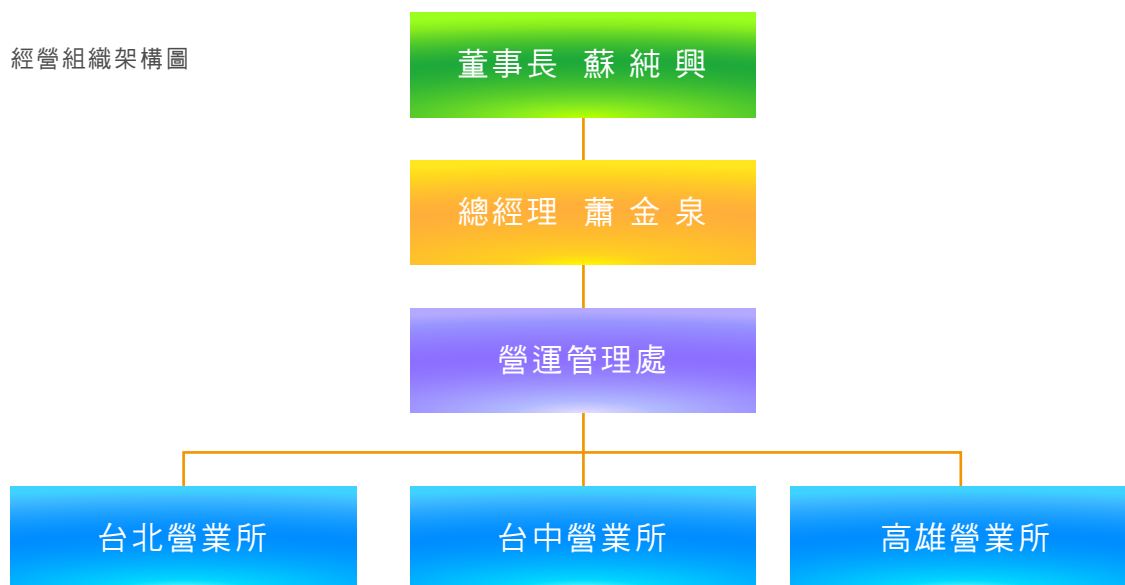 經營組織架構圖
董事長 蘇純興
總經理 蕭金泉
營運管理處
台北營業所
台中營業所
高雄營業所